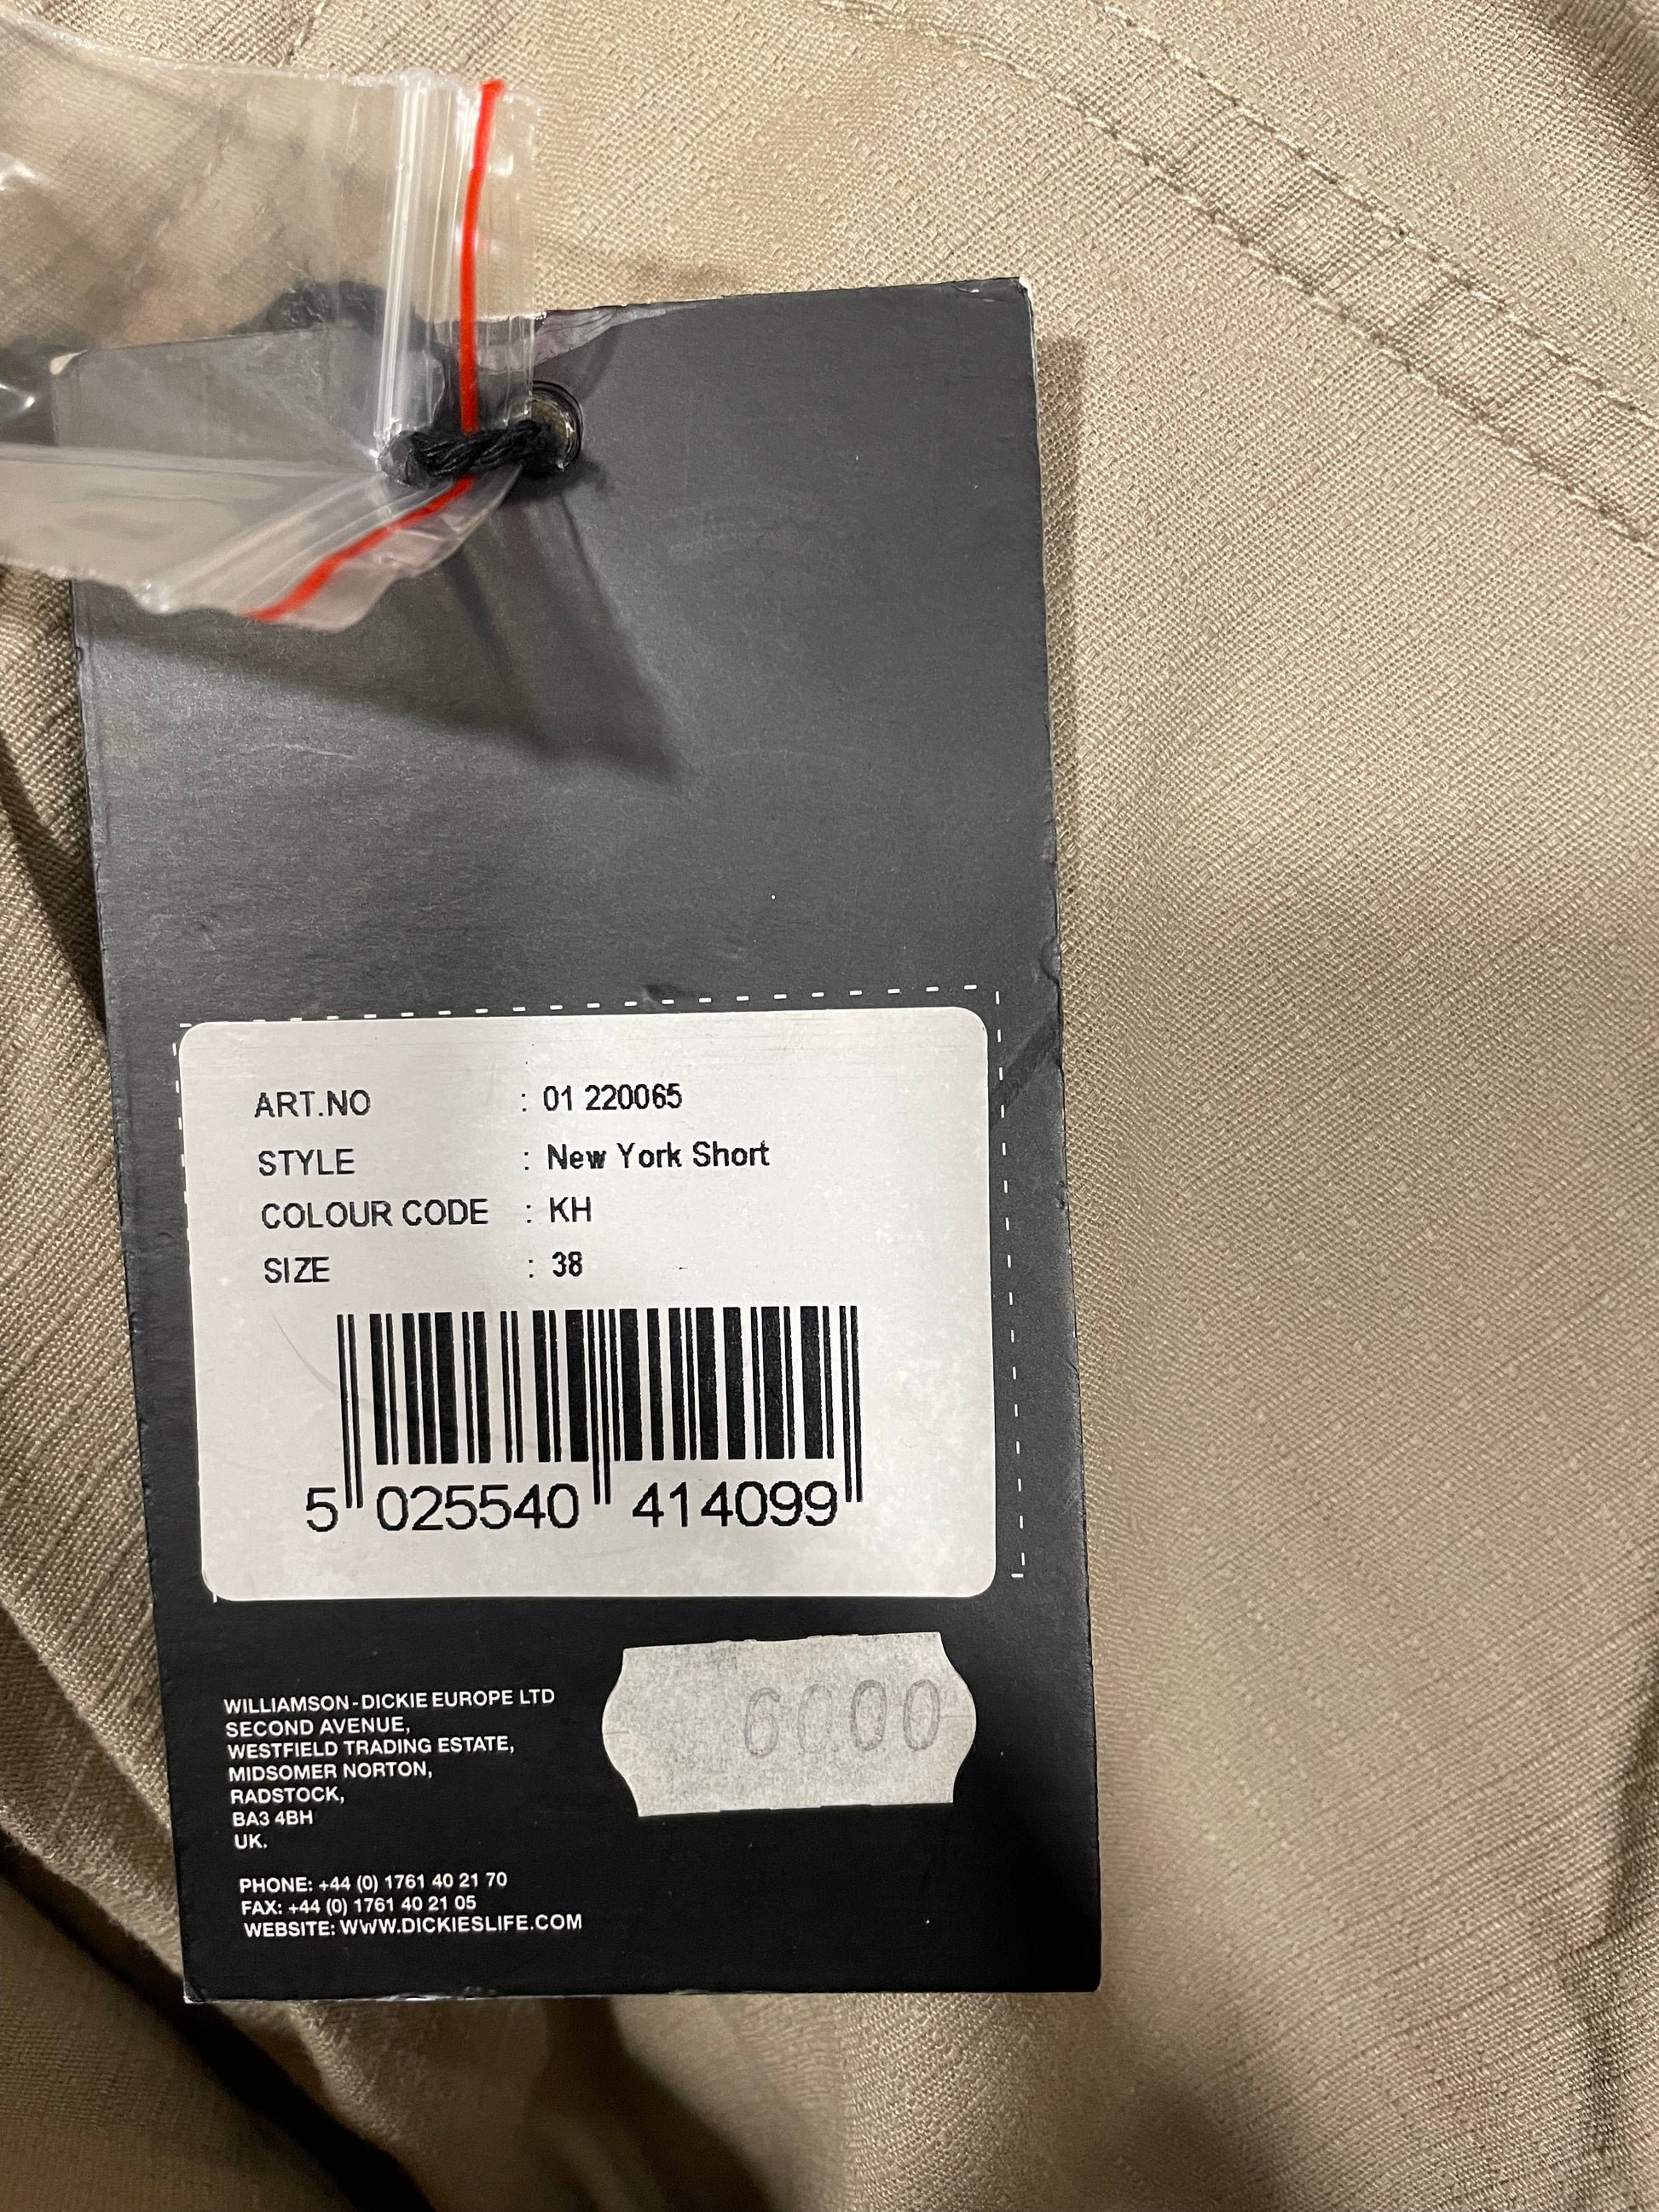 ART.NO : 01 220065
STYLE : New York Short
COLOUR CODE : KH
SIZE : 38
5 025540 414099
60.00
WILLIAMSON-DICKIE EUROPE LTD
SECOND AVENUE,
WESTFIELD TRADING ESTATE,
MIDSOMER NORTON,
RADSTOCK,
BA3 4BH
UK.
PHONE: +44 (0) 1761 40 21 70
FAX: +44 (0) 1761 40 21 05
WEBSITE: WWW.DICKIESLIFE.COM